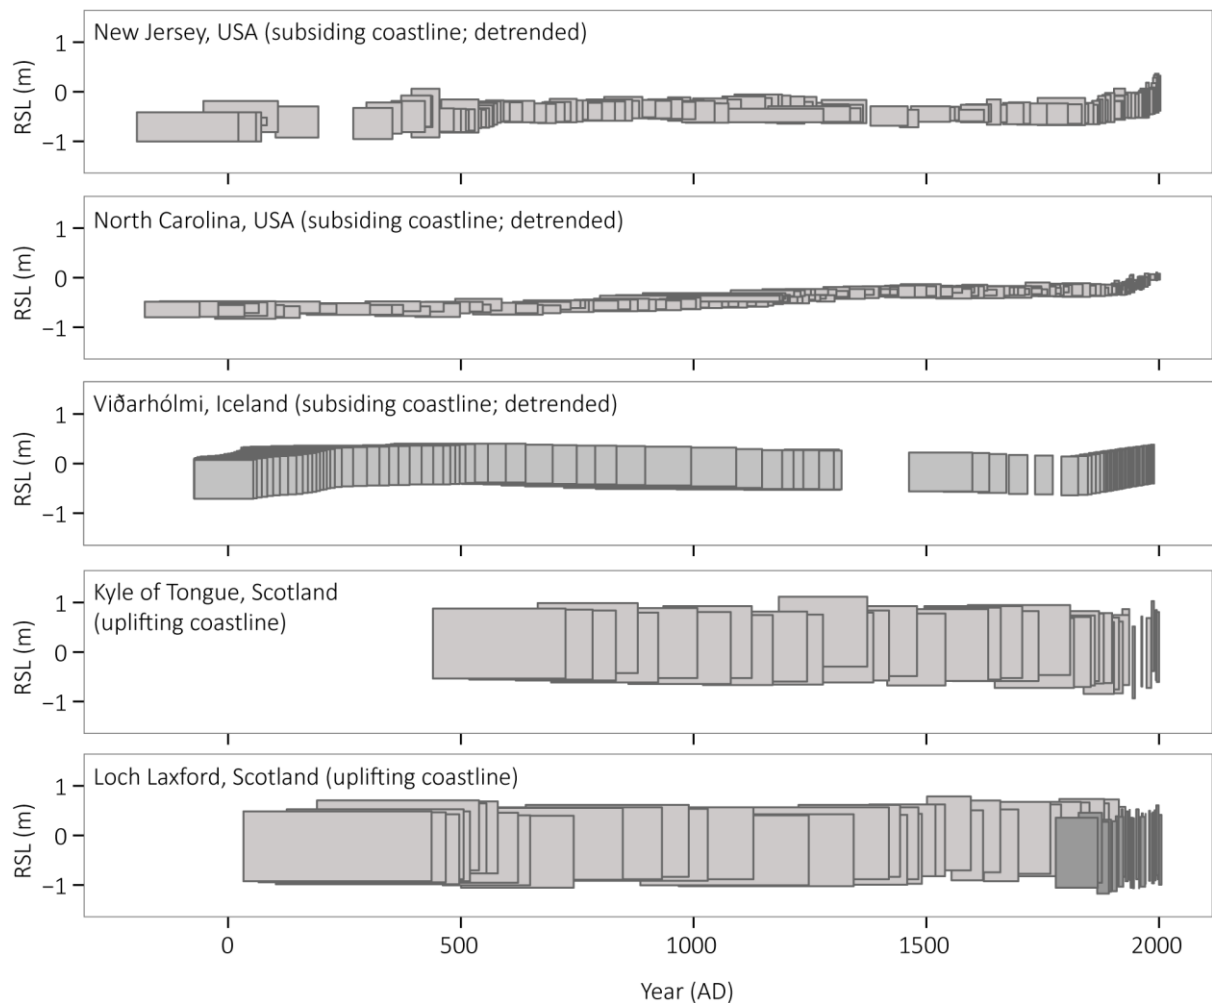 New Jersey, USA (subsiding coastline; detrended)
RSL (m)
1
0
−1
North Carolina, USA (subsiding coastline; detrended)
RSL (m)
1
0
−1
Viðarhólmi, Iceland (subsiding coastline; detrended)
RSL (m)
1
0
−1
Kyle of Tongue, Scotland
(uplifting coastline)
RSL (m)
1
0
−1
Loch Laxford, Scotland (uplifting coastline)
RSL (m)
1
0
−1
0 500 1000 1500 2000
Year (AD)